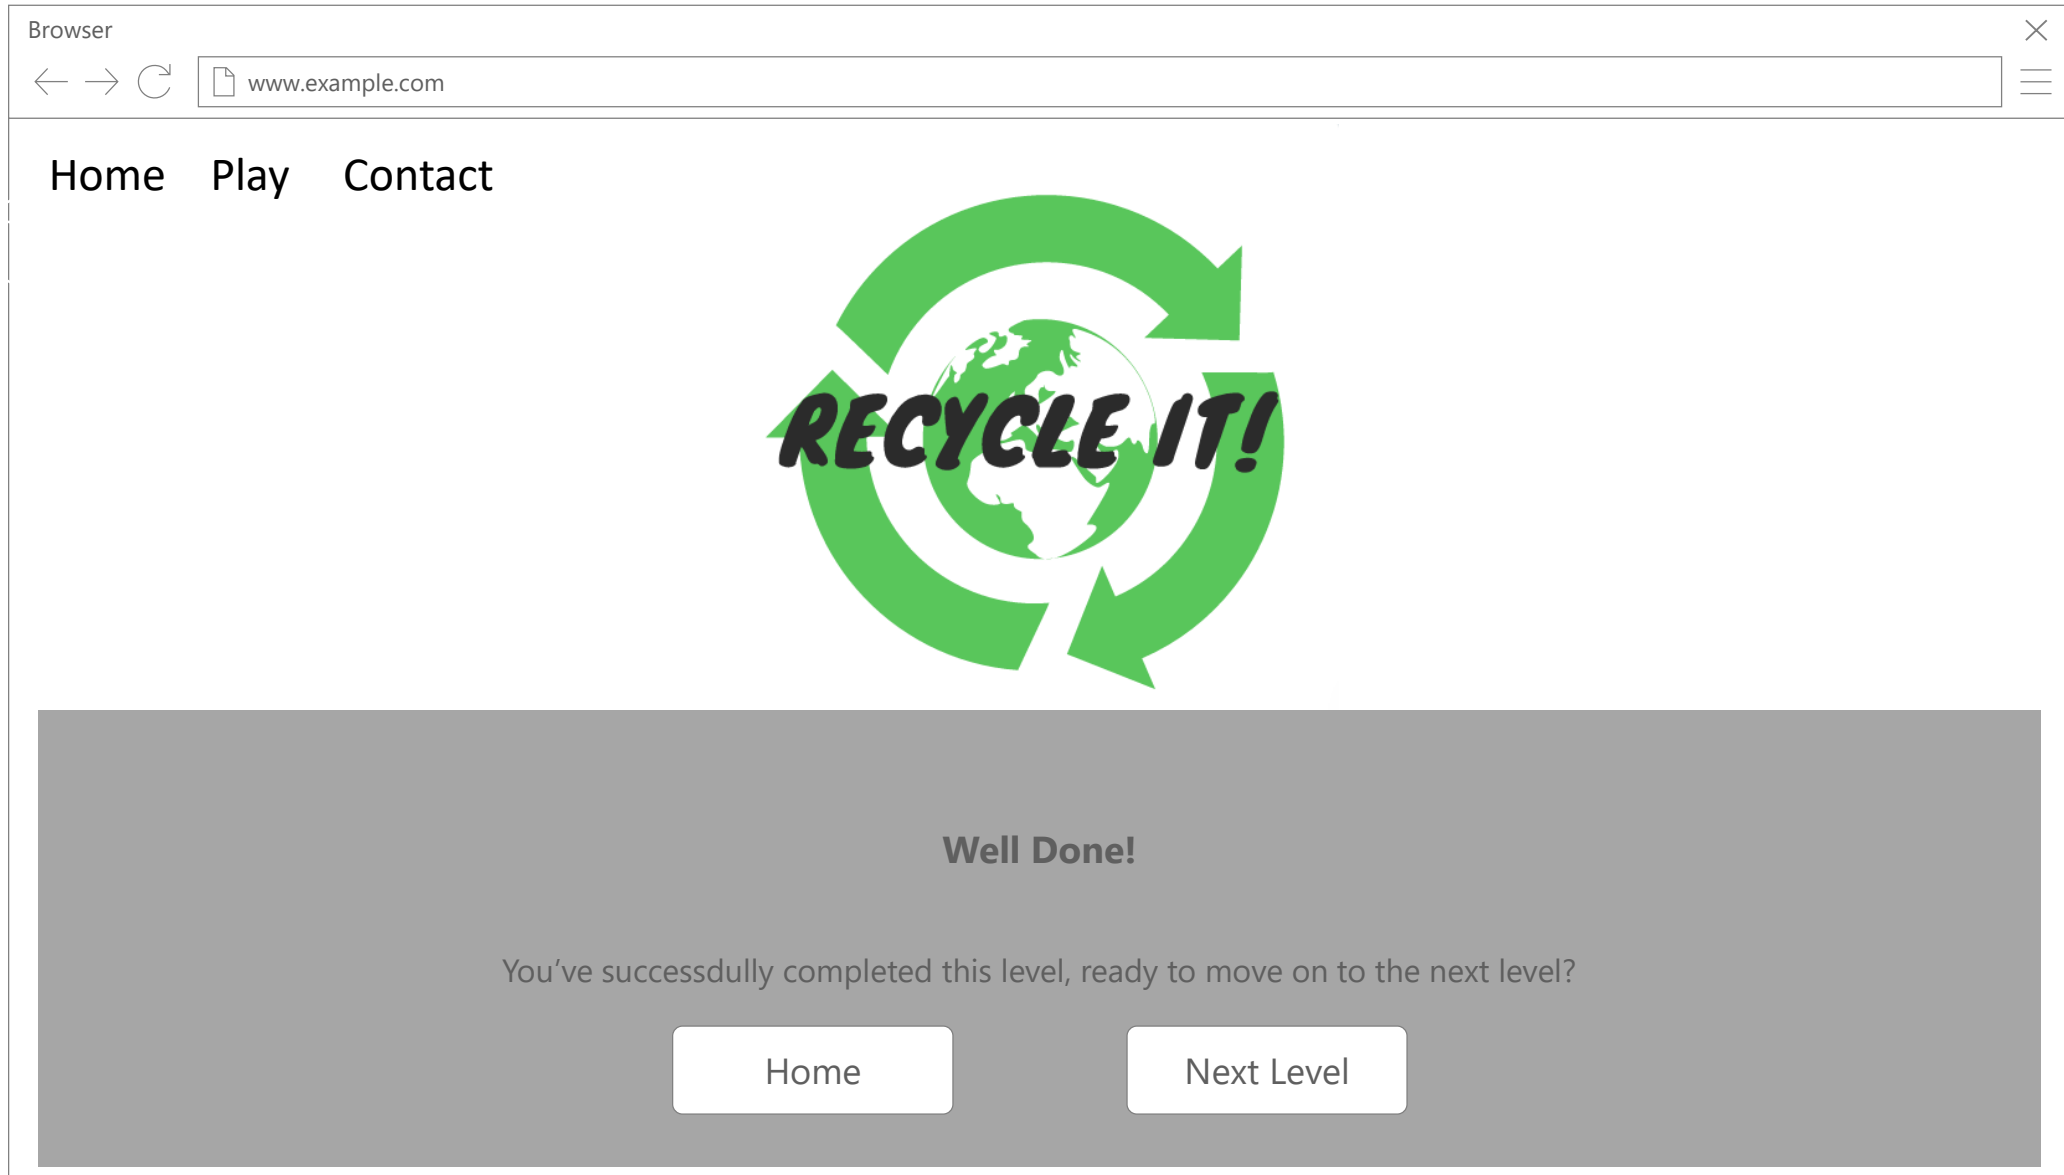 Browser
www.example.com
Home Play Contact
RECYCLE IT!
Well Done!
You’ve successdully completed this level, ready to move on to the next level?
Home Next Level